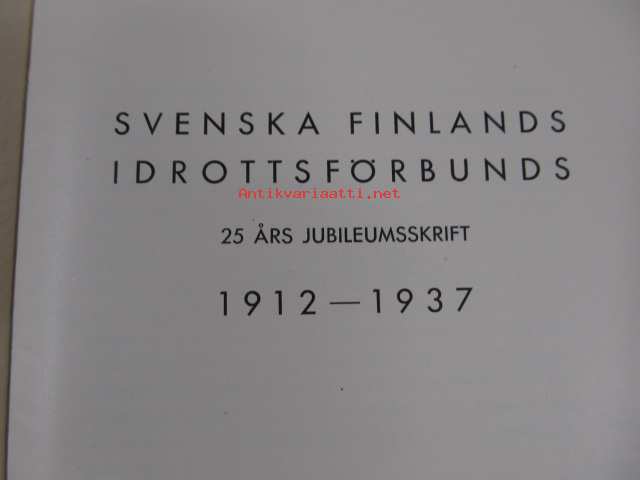 SVENSKA FINLANDS
IDROTTSFÖRBUNDS
Antikvariaatti.net
25 ÅRS JUBILEUMSSKRIFT
1912—1937